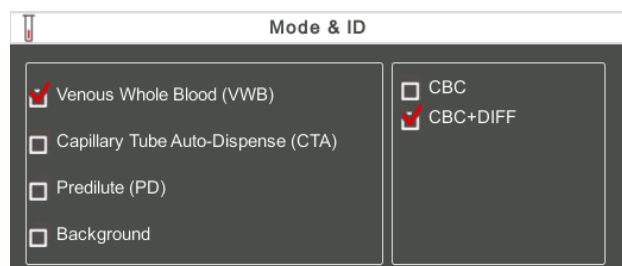 Mode & ID
Venous Whole Blood (VWB)
Capillary Tube Auto-Dispense (CTA)
Predilute (PD)
Background
CBC
CBC+DIFF